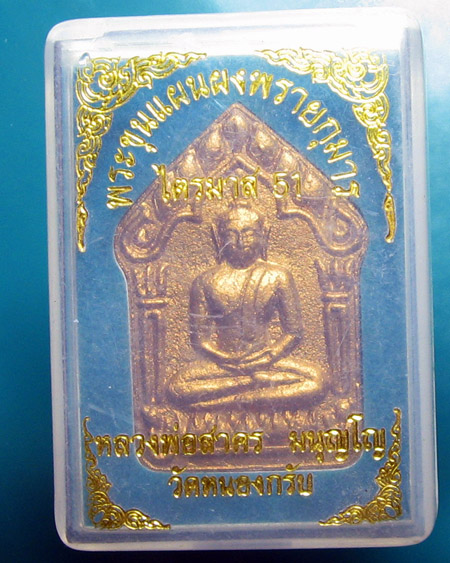 พระขุนแผนผงพรายกุมาร
ไตรมาส 51
หลวงพ่อสาคร มนุญโญ
วัดหนองกรับ